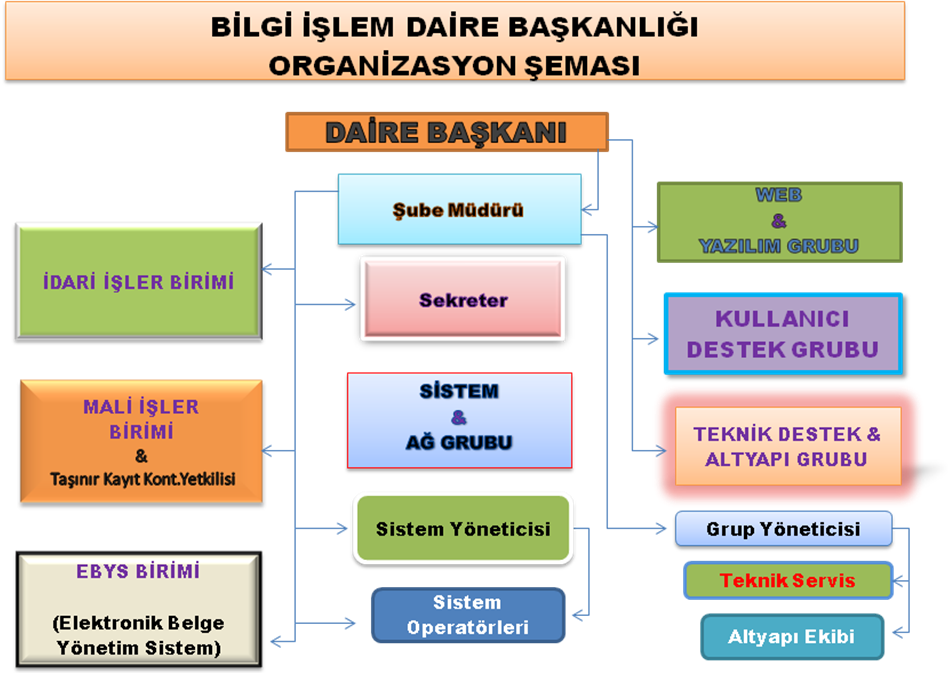 BİLGİ İŞLEM DAİRE BAŞKANLIĞI
ORGANİZASYON ŞEMASI
DAİRE BAŞKANI
Şube Müdürü
Sekreter
SİSTEM
&
AĞ GRUBU
Sistem Yöneticisi
Sistem
Operatörleri
İDARİ İŞLER BİRİMİ
MALİ İŞLER
BİRİMİ
&
Taşınır Kayıt Kont.Yetkilisi
EBYS BİRİMİ
(Elektronik Belge
Yönetim Sistem)
WEB
&
YAZILIM GRUBU
KULLANICI
DESTEK GRUBU
TEKNİK DESTEK &
ALTYAPI GRUBU
Grup Yöneticisi
Teknik Servis
Altyapı Ekibi